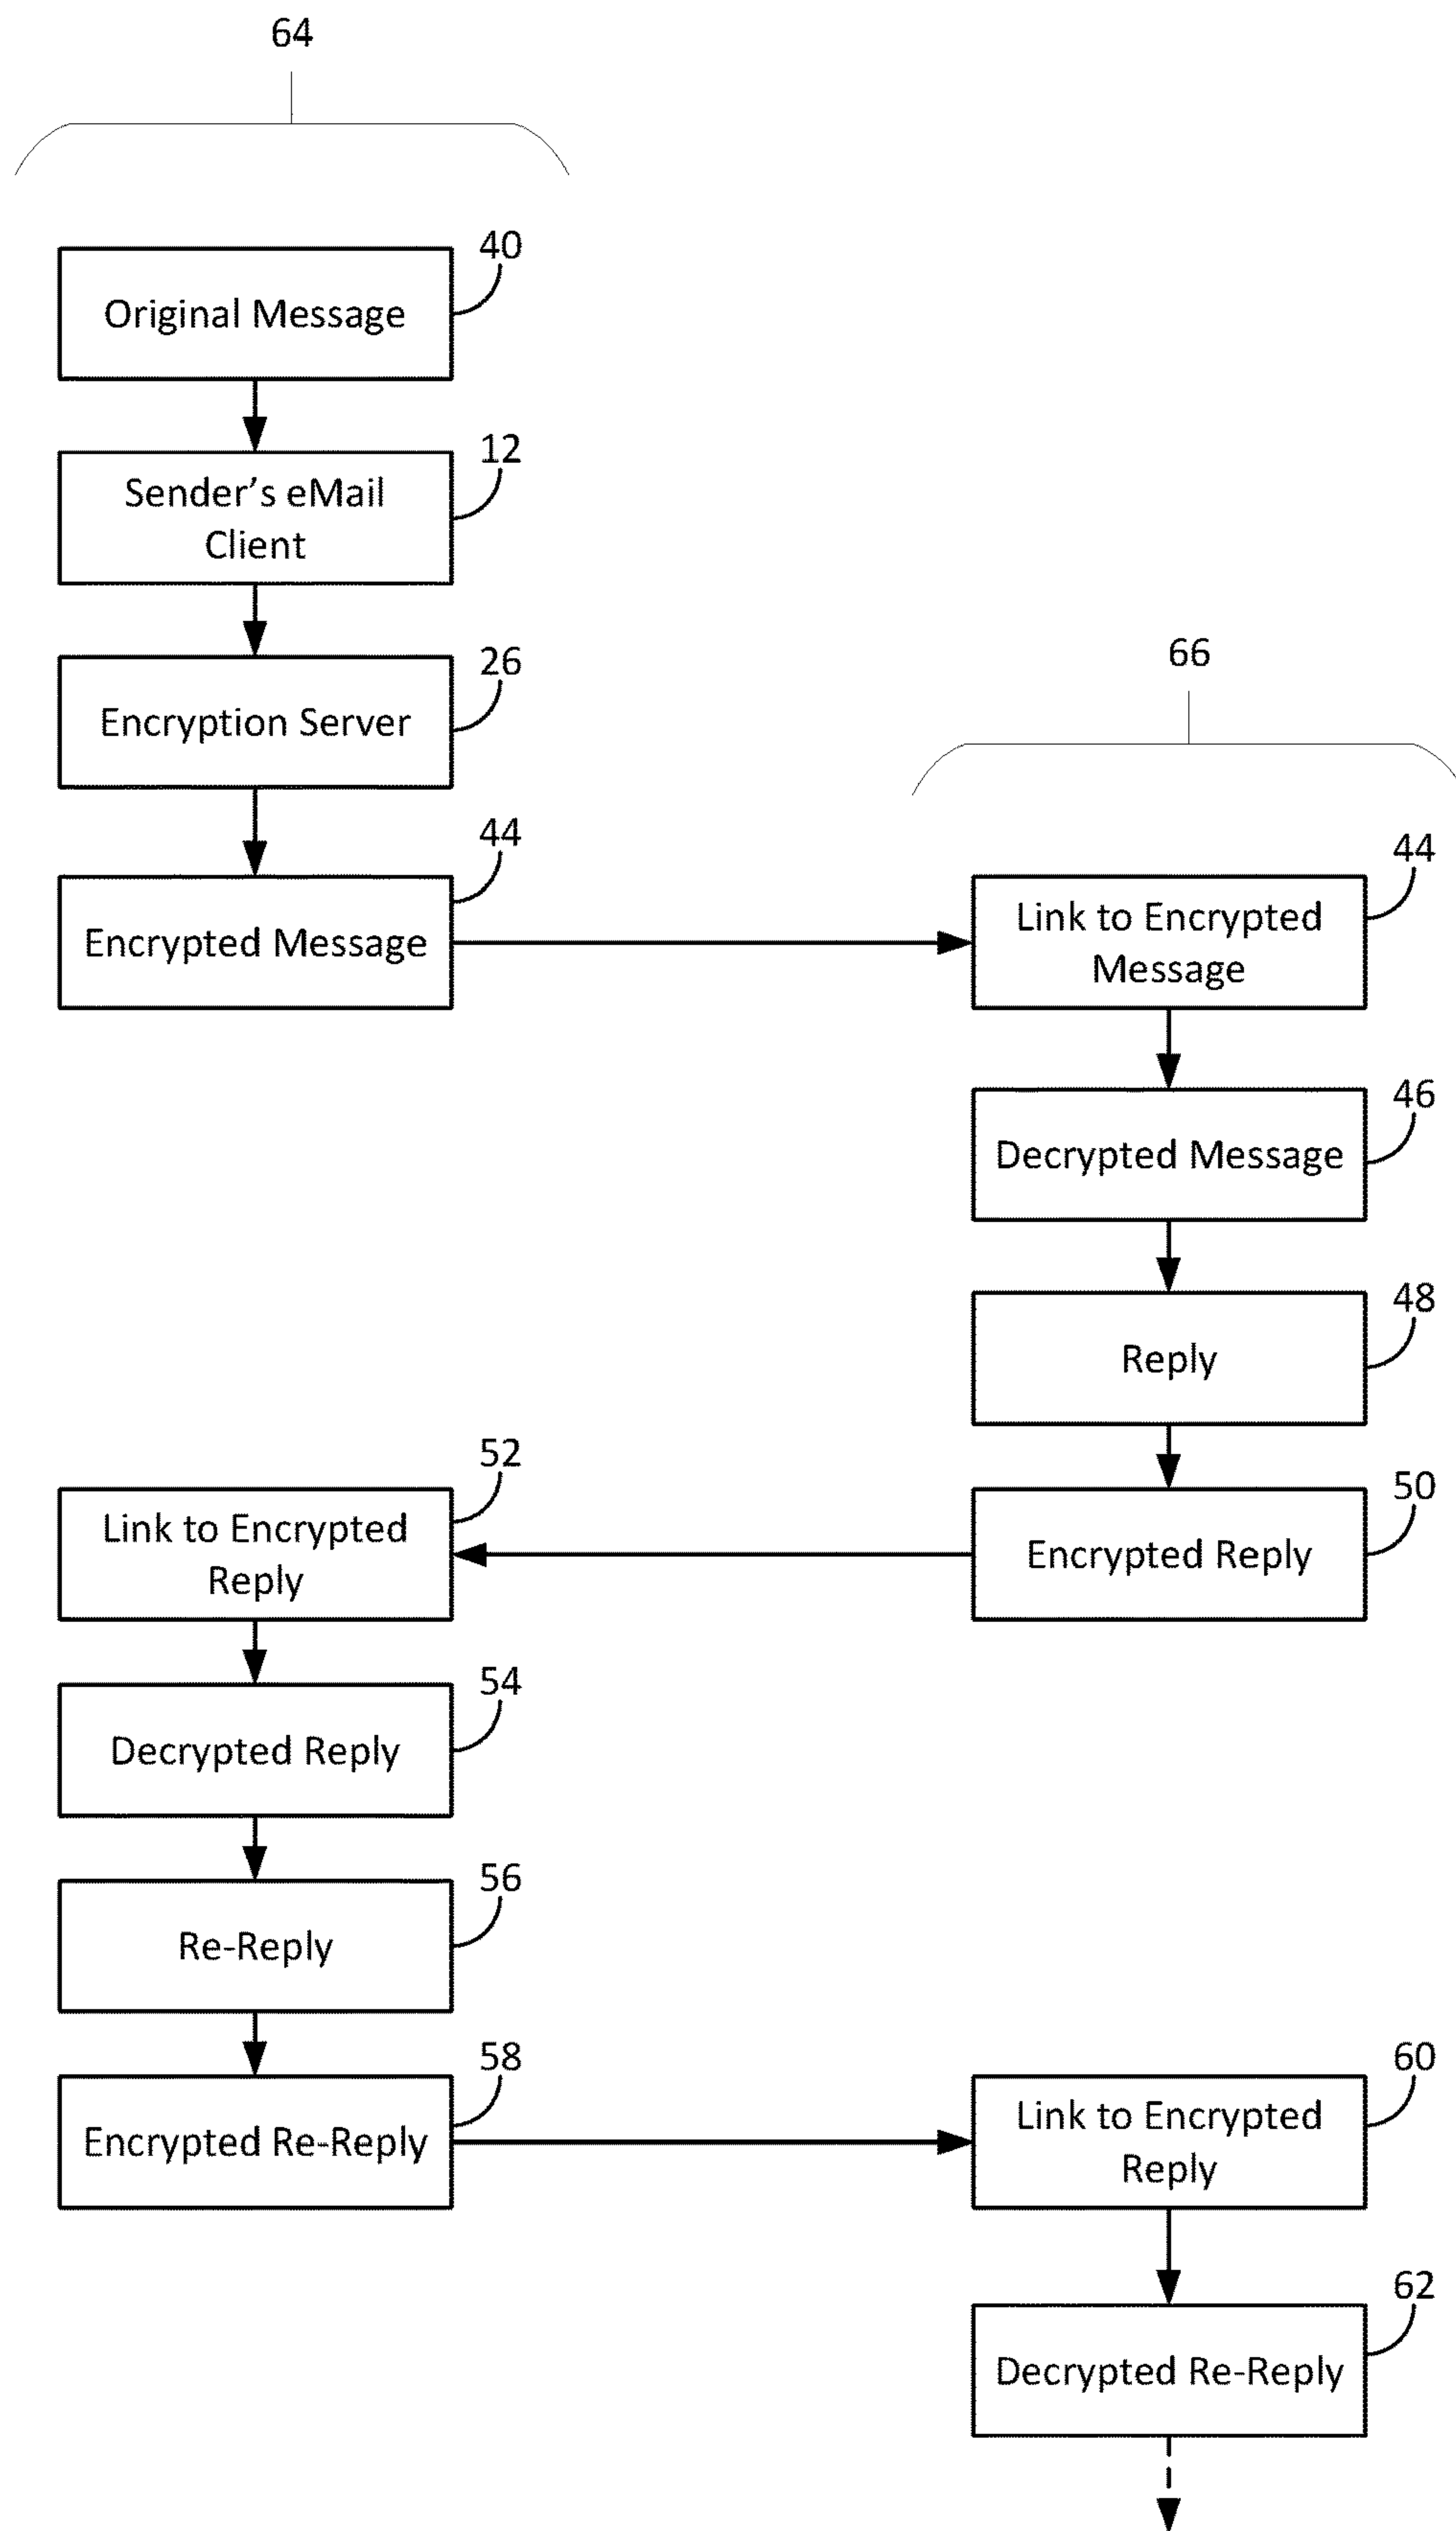 64
40
Original Message
12
Sender's eMail
Client
26
Encryption Server
66
44
Encrypted Message
44
Link to Encrypted
Message
46
Decrypted Message
48
Reply
50
Encrypted Reply
52
Link to Encrypted
Reply
54
Decrypted Reply
56
Re-Reply
58
Encrypted Re-Reply
60
Link to Encrypted
Reply
62
Decrypted Re-Reply